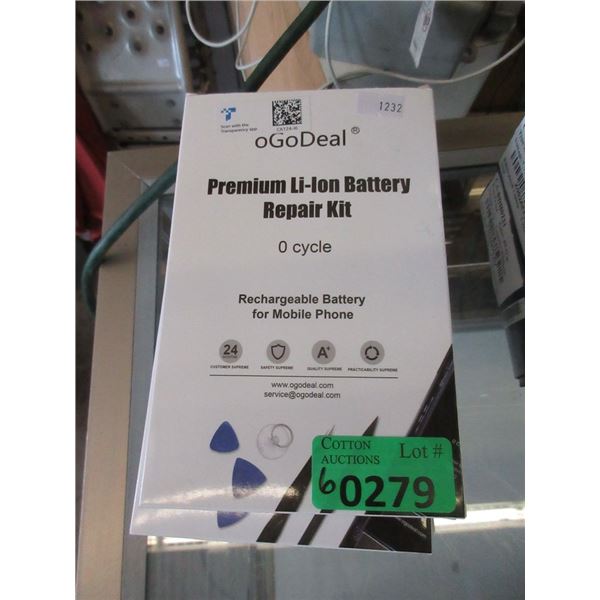 Scan with the
Transparency app
1232
oGoDeal®
Premium Li-Ion Battery
Repair Kit
0 cycle
Rechargeable Battery
for Mobile Phone
24
A+
CUSTOMER SUPREME
SAFETY SUPREME
QUALITY SUPREME
PRACTICABILITY SUPREME
www.ogodeal.com
service@ogodeal.com
COTTON
AUCTIONS
Lot #
60279